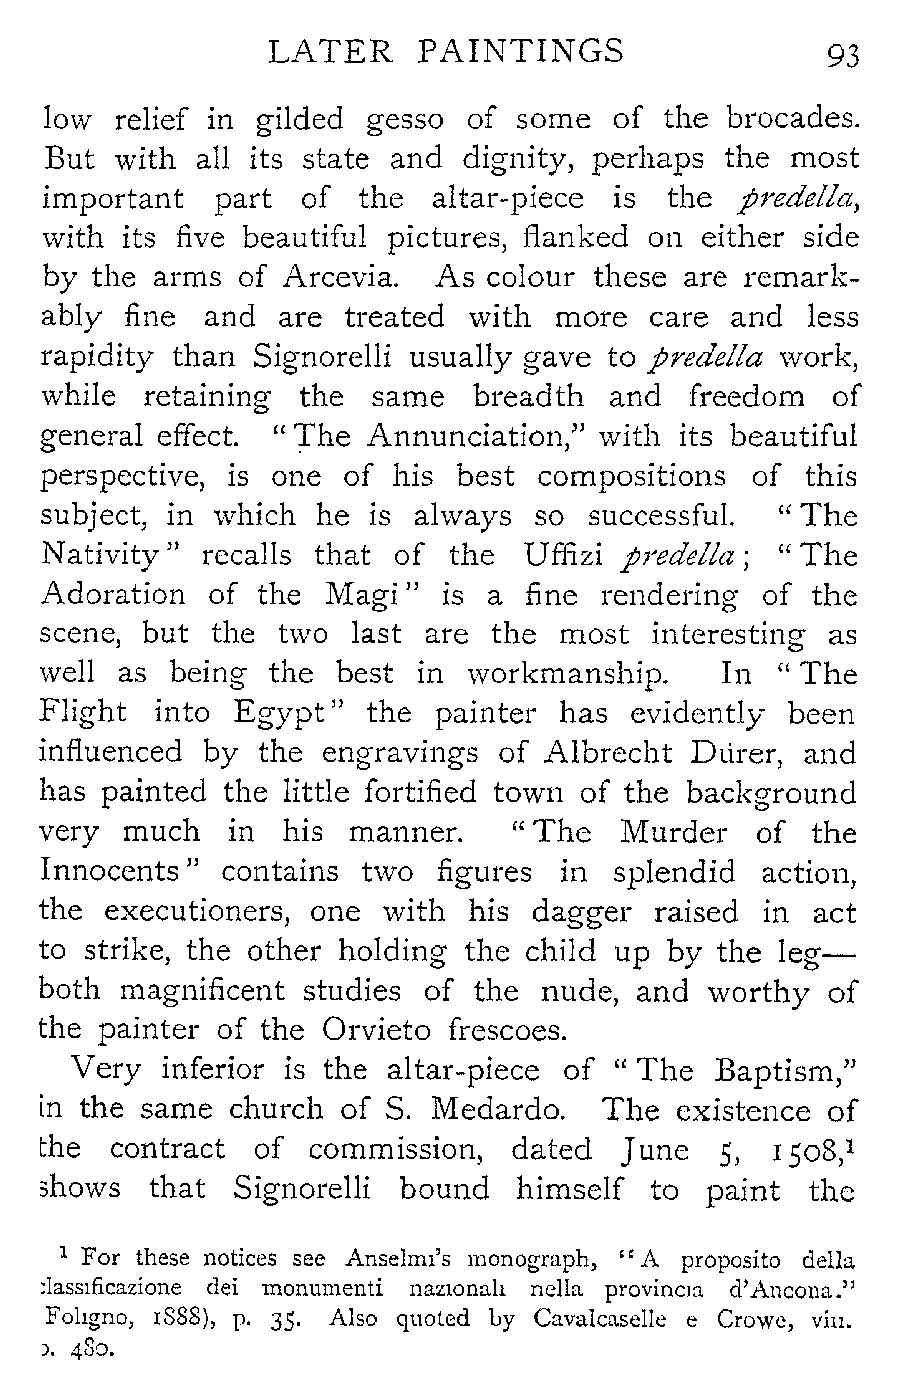 LATER PAINTINGS 93
low relief in gilded gesso of some of the brocades.
But with all its state and dignity, perhaps the most
important part of the altar-piece is the predella,
with its five beautiful pictures, flanked on either side
by the arms of Arcevia. As colour these are remark-
ably fine and are treated with more care and less
rapidity than Signorelli usually gave to predella work,
while retaining the same breadth and freedom of
general effect. "The Annunciation," with its beautiful
perspective, is one of his best compositions of this
subject, in which he is always so successful. "The
Nativity" recalls that of the Uffizi predella; "The
Adoration of the Magi" is a fine rendering of the
scene, but the two last are the most interesting as
well as being the best in workmanship. In "The
Flight into Egypt" the painter has evidently been
influenced by the engravings of Albrecht Dürer, and
has painted the little fortified town of the background
very much in his manner. "The Murder of the
Innocents" contains two figures in splendid action,
the executioners, one with his dagger raised in act
to strike, the other holding the child up by the leg—
both magnificent studies of the nude, and worthy of
the painter of the Orvieto frescoes.
Very inferior is the altar-piece of "The Baptism,"
in the same church of S. Medardo. The existence of
the contract of commission, dated June 5, 1508,¹
shows that Signorelli bound himself to paint the
¹ For these notices see Anselmi's monograph, "A proposito della
classificazione dei monumenti nazionali nella provincia d'Ancona."
Foligno, 1888), p. 35. Also quoted by Cavalcaselle e Crowe, viii.
p. 480.